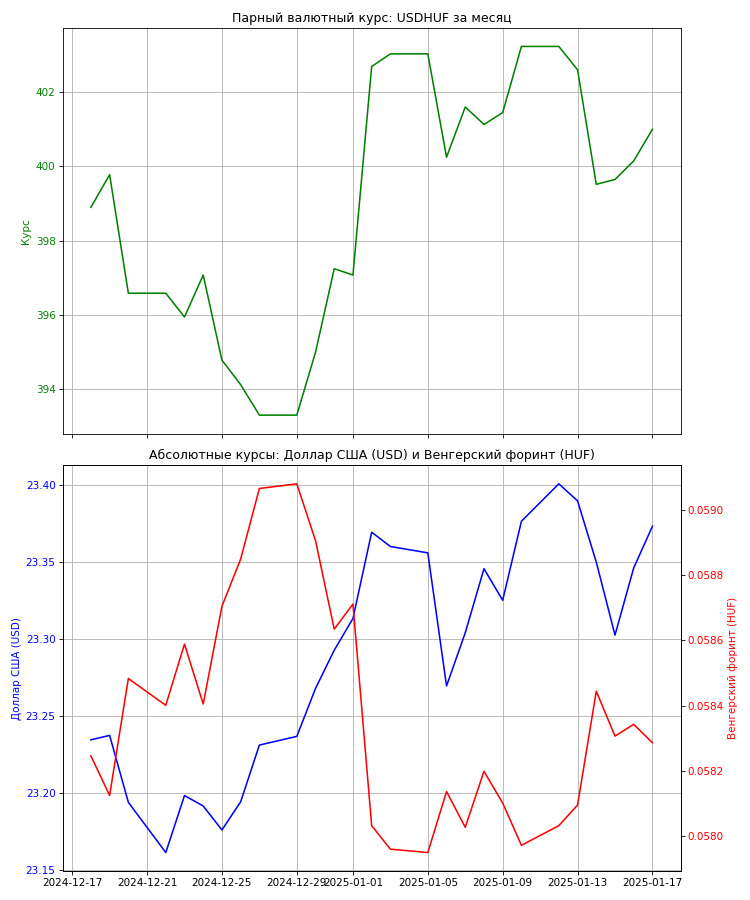 Парный валютный курс: USDHUF за месяц
402
400
398
396
394
Курс
Абсолютные курсы: Доллар США (USD) и Венгерский форинт (HUF)
23.40
23.35
23.30
23.25
23.20
23.15
Доллар США (USD)
0.0590
0.0588
0.0586
0.0584
0.0582
0.0580
Венгерский форинт (HUF)
2024-12-17 2024-12-21 2024-12-25 2024-12-29 2025-01-01 2025-01-05 2025-01-09 2025-01-13 2025-01-17